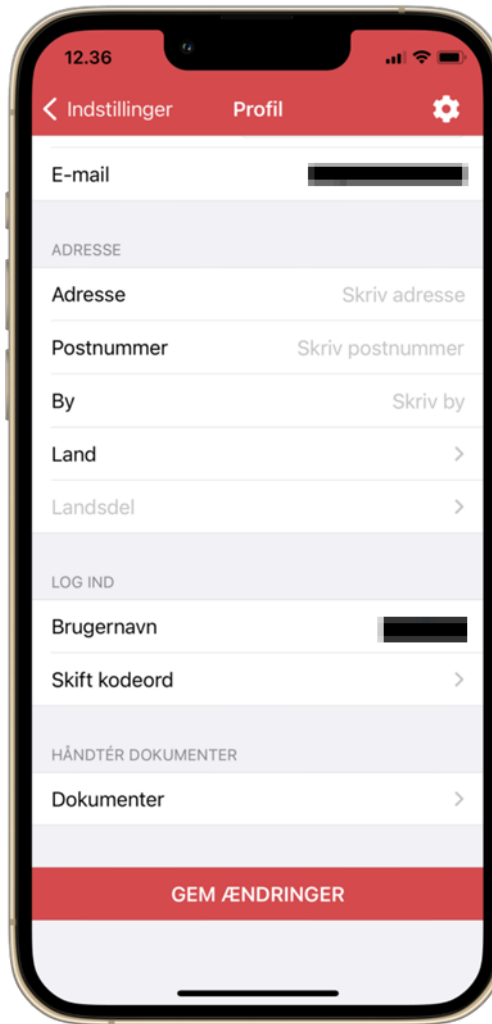 12.36
Indstillinger Profil
E-mail
ADRESSE
Adresse Skriv adresse
Postnummer Skriv postnummer
By Skriv by
Land
Landsdel
LOG IND
Brugernavn
Skift kodeord
HÅNDTÉR DOKUMENTER
Dokumenter
GEM ÆNDRINGER